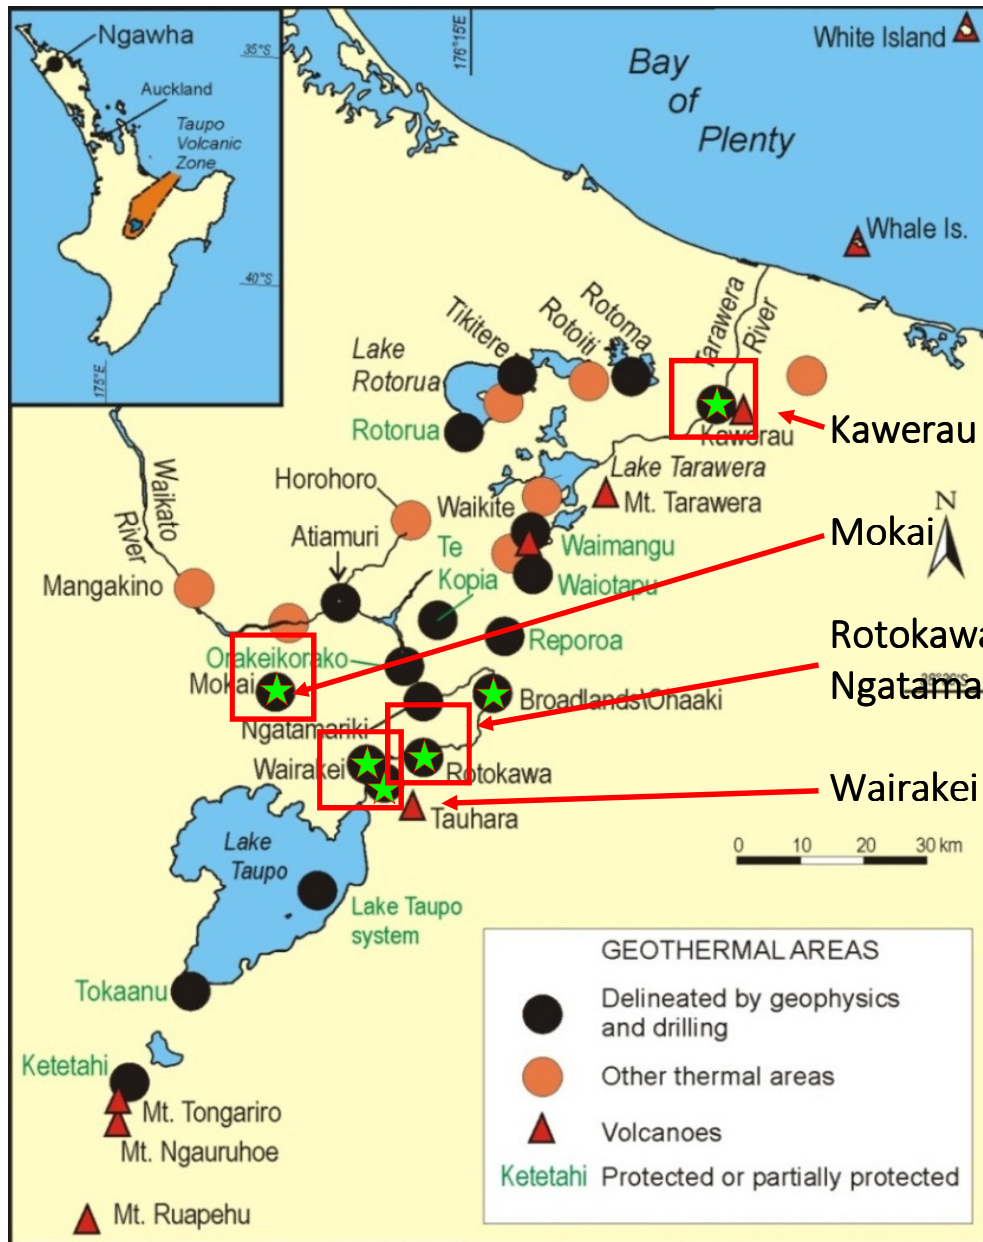 Ngawha
35°S
Auckland
Taupo
Volcanic
Zone
40°S
175°E
176°15'E
White Island
Bay
of
Plenty
Whale Is.
Tarawera
River
Rotoma
Rotoiti
Tikitere
Lake
Rotorua
Rotorua
Kawerau
Kawerau
Lake Tarawera
Mt. Tarawera
Horohoro
Waikite
Waikato
River
Atiamuri
Te
Kopia
Waimangu
Waiotapu
N
Mokai
Mangakino
Reporoa
Orakeikorako
Mokai
Rotokawa
Ngatama
Broadlands\Ohaaki
Ngatamariki
Wairakei
Rotokawa
Wairakei
Tauhara
0 10 20 30 km
Lake
Taupo
Lake Taupo
system
Tokaanu
Ketetahi
Mt. Tongariro
Mt. Ngauruhoe
Mt. Ruapehu
GEOTHERMAL AREAS
Delineated by geophysics
and drilling
Other thermal areas
Volcanoes
Ketetahi Protected or partially protected